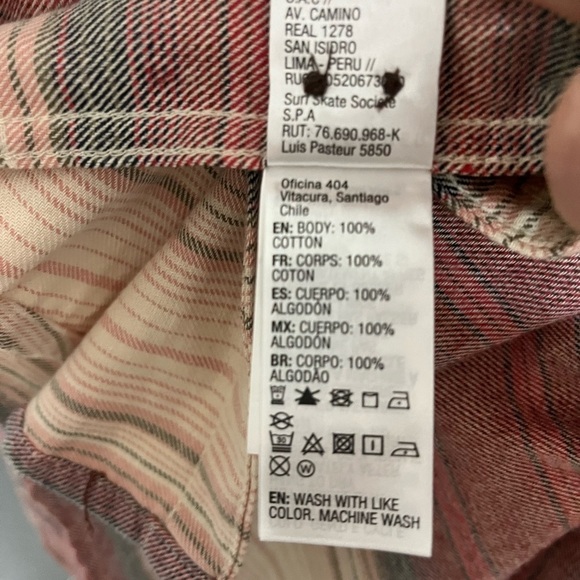 AV. CAMINO
REAL 1278
SAN ISIDRO
LIMA - PERU //
Surf Skate Societe
S.P.A
RUT: 76.690.968-K
Luis Pasteur 5850
Oficina 404
Vitacura, Santiago
Chile
EN: BODY: 100%
COTTON
FR: CORPS: 100%
COTON
ES: CUERPO: 100%
ALGODÓN
MX: CUERPO: 100%
ALGODÓN
BR: CORPO: 100%
ALGODÃO
30
W
EN: WASH WITH LIKE
COLOR. MACHINE WASH